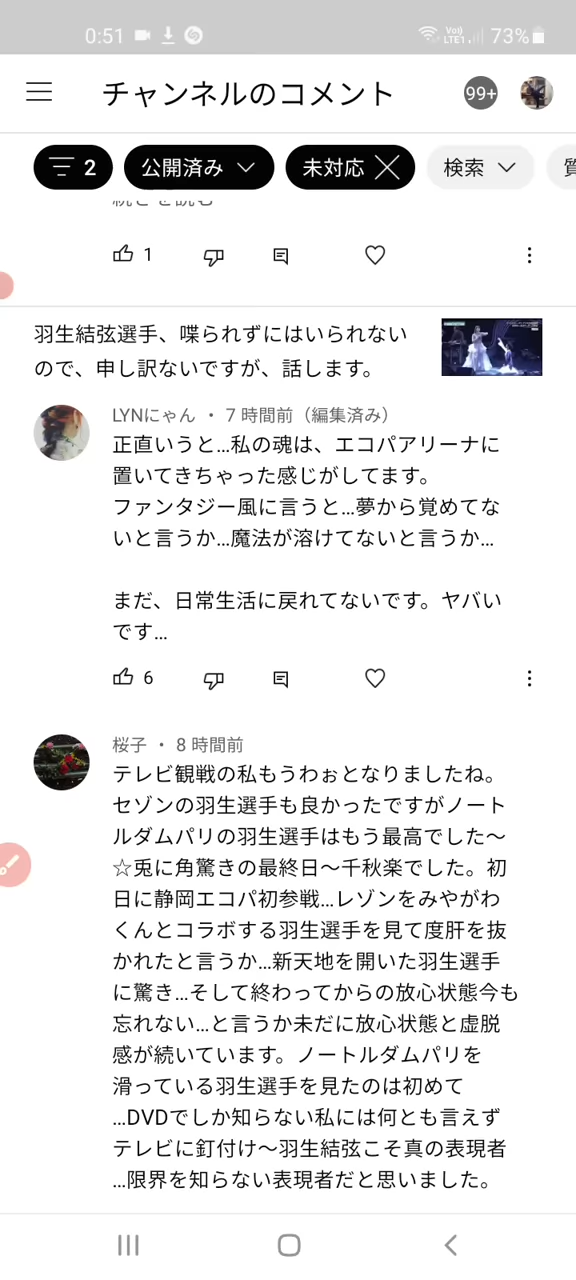 0:51
Vo))
LTE1
73%
チャンネルのコメント
99+
2
公開済み
未対応
検索
質
続きを読む
1
羽生結弦選手、喋られずにはいられない
ので、申し訳ないですが、話します。
LYNにゃん ・ 7 時間前（編集済み）
正直いうと…私の魂は、エコパアリーナに
置いてきちゃった感じがしてます。
ファンタジー風に言うと…夢から覚めてな
いと言うか…魔法が溶けてないと言うか…
まだ、日常生活に戻れてないです。ヤバい
です…
6
桜子 ・ 8 時間前
テレビ観戦の私もうわぉとなりましたね。
セゾンの羽生選手も良かったですがノート
ルダムパリの羽生選手はもう最高でした〜
☆兎に角驚きの最終日〜千秋楽でした。初
日に静岡エコパ初参戦…レゾンをみやがわ
くんとコラボする羽生選手を見て度肝を抜
かれたと言うか…新天地を開いた羽生選手
に驚き…そして終わってからの放心状態今も
忘れない…と言うか未だに放心状態と虚脱
感が続いています。ノートルダムパリを
滑っている羽生選手を見たのは初めて
…DVDでしか知らない私には何とも言えず
テレビに釘付け〜羽生結弦こそ真の表現者
…限界を知らない表現者だと思いました。